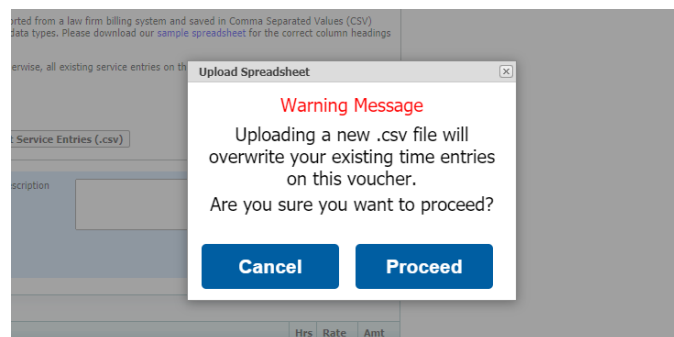 orted from a law firm billing system and saved in Comma Separated Values (CSV)
data types. Please download our sample spreadsheet for the correct column headings
erwise, all existing service entries on th
Upload Spreadsheet
Warning Message
Uploading a new .csv file will
overwrite your existing time entries
on this voucher.
Are you sure you want to proceed?
Service Entries (.csv)
scription
Cancel Proceed
Hrs Rate Amt